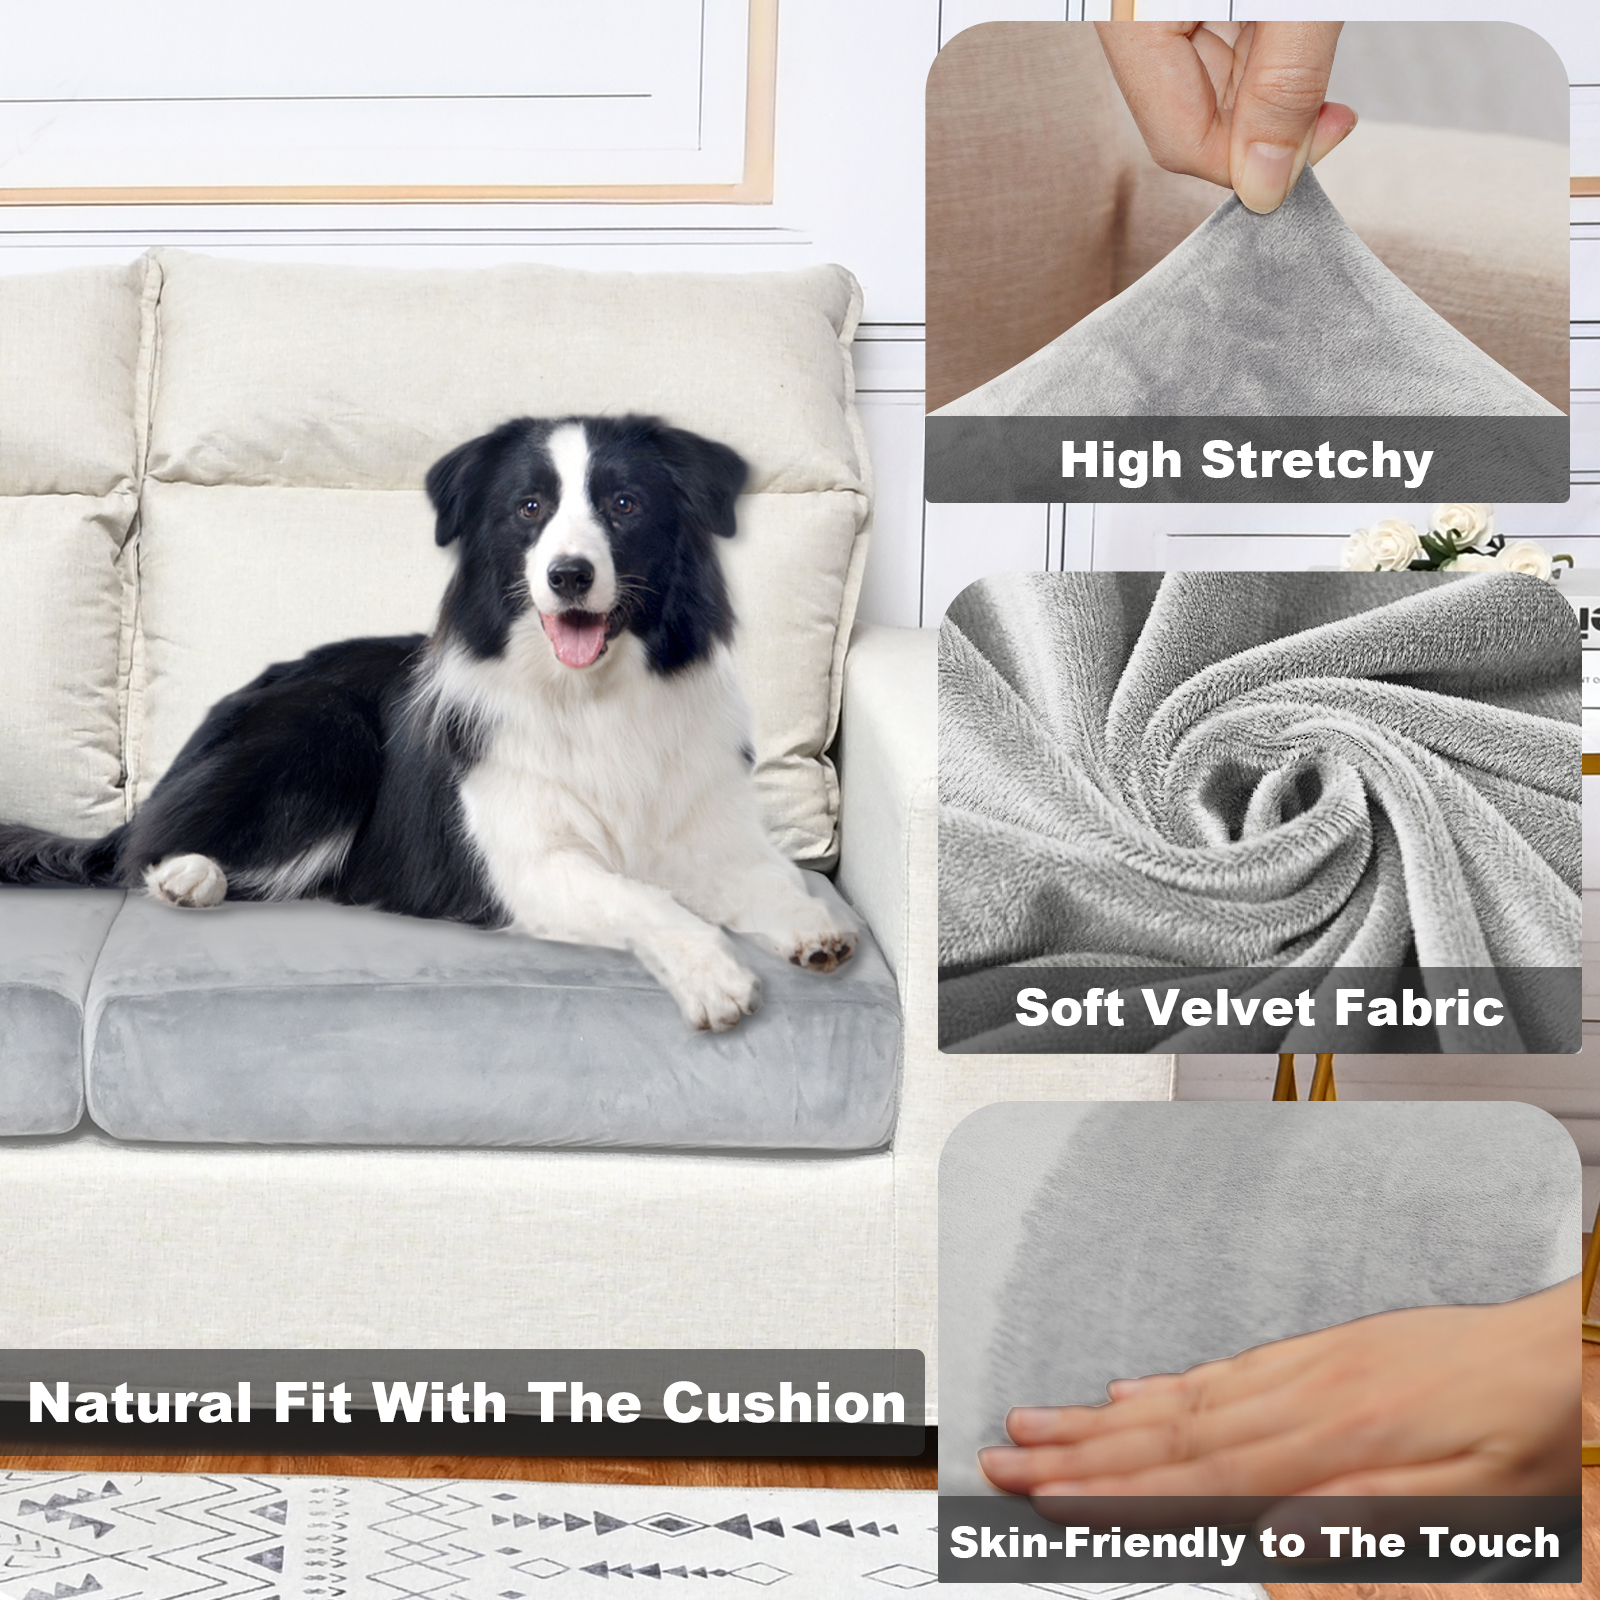 High Stretchy
Soft Velvet Fabric
Natural Fit With The Cushion
Skin-Friendly to The Touch